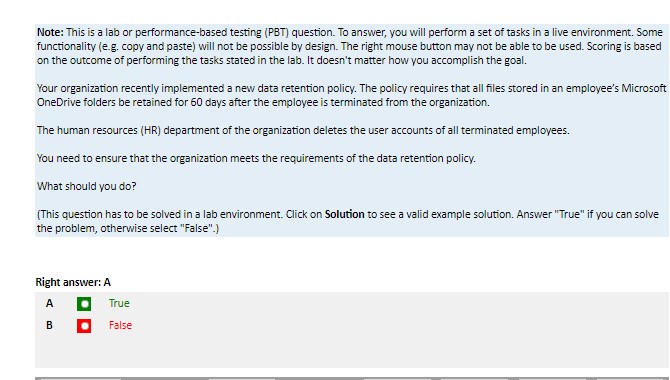 Note: This is a lab or performance-based testing (PBT) question. To answer, you will perform a set of tasks in a live environment. Some
functionality (e.g. copy and paste) will not be possible by design. The right mouse button may not be able to be used. Scoring is based
on the outcome of performing the tasks stated in the lab. It doesn't matter how you accomplish the goal.
Your organization recently implemented a new data retention policy. The policy requires that all files stored in an employee's Microsoft
OneDrive folders be retained for 60 days after the employee is terminated from the organization.
The human resources (HR) department of the organization deletes the user accounts of all terminated employees.
You need to ensure that the organization meets the requirements of the data retention policy.
What should you do?
(This question has to be solved in a lab environment. Click on Solution to see a valid example solution. Answer "True" if you can solve
the problem, otherwise select "False".)
Right answer: A
A True
B False